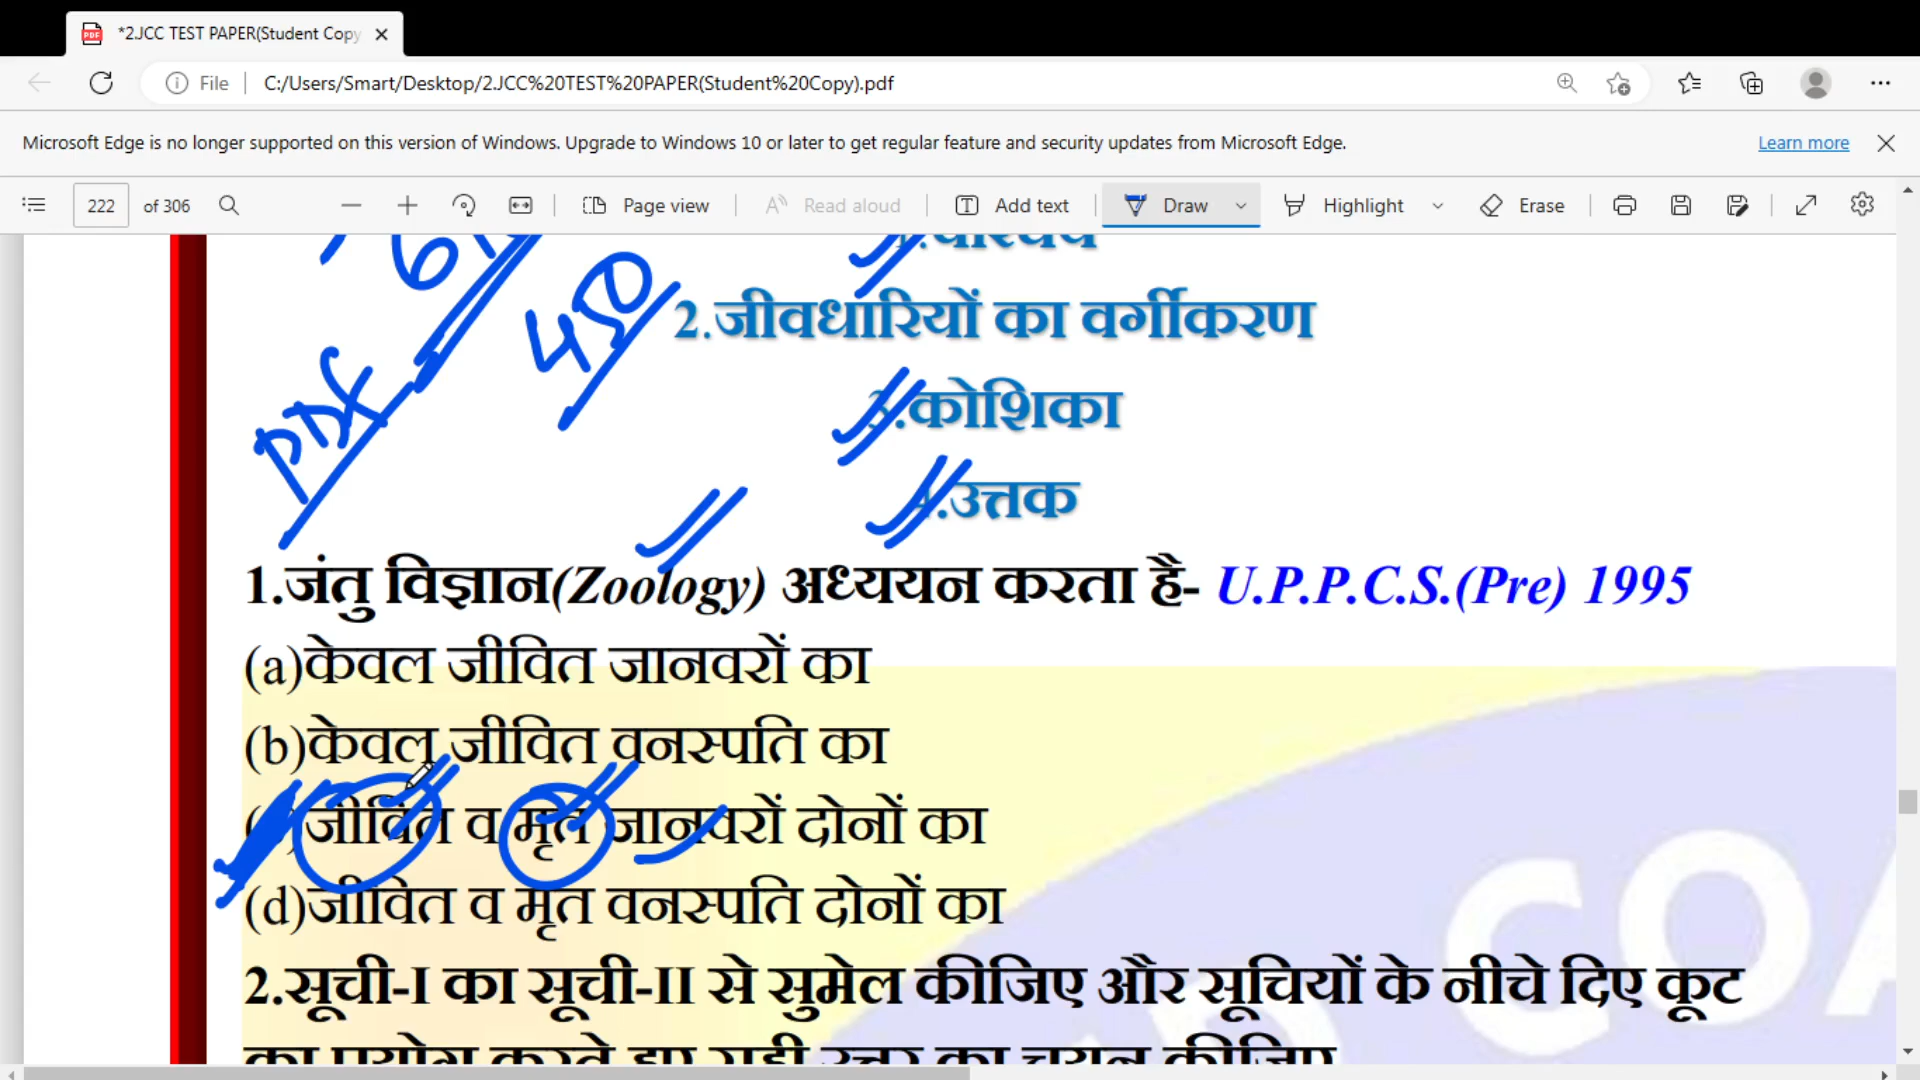 *2.JCC TEST PAPER(Student Copy
File C:/Users/Smart/Desktop/2.JCC%20TEST%20PAPER(Student%20Copy).pdf
Microsoft Edge is no longer supported on this version of Windows. Upgrade to Windows 10 or later to get regular feature and security updates from Microsoft Edge. Learn more
222 of 306 Page view Read aloud Add text Draw Highlight Erase
450
2.जीवधारियों का वर्गीकरण
PDF
3.कोशिका
4.उत्तक
1.जंतु विज्ञान(Zoology) अध्ययन करता है- U.P.P.C.S.(Pre) 1995
(a)केवल जीवित जानवरों का
(b)केवल जीवित वनस्पति का
जीवित व मृत जानवरों दोनों का
(d)जीवित व मृत वनस्पति दोनों का
2.सूची-I का सूची-II से सुमेल कीजिए और सूचियों के नीचे दिए कूट